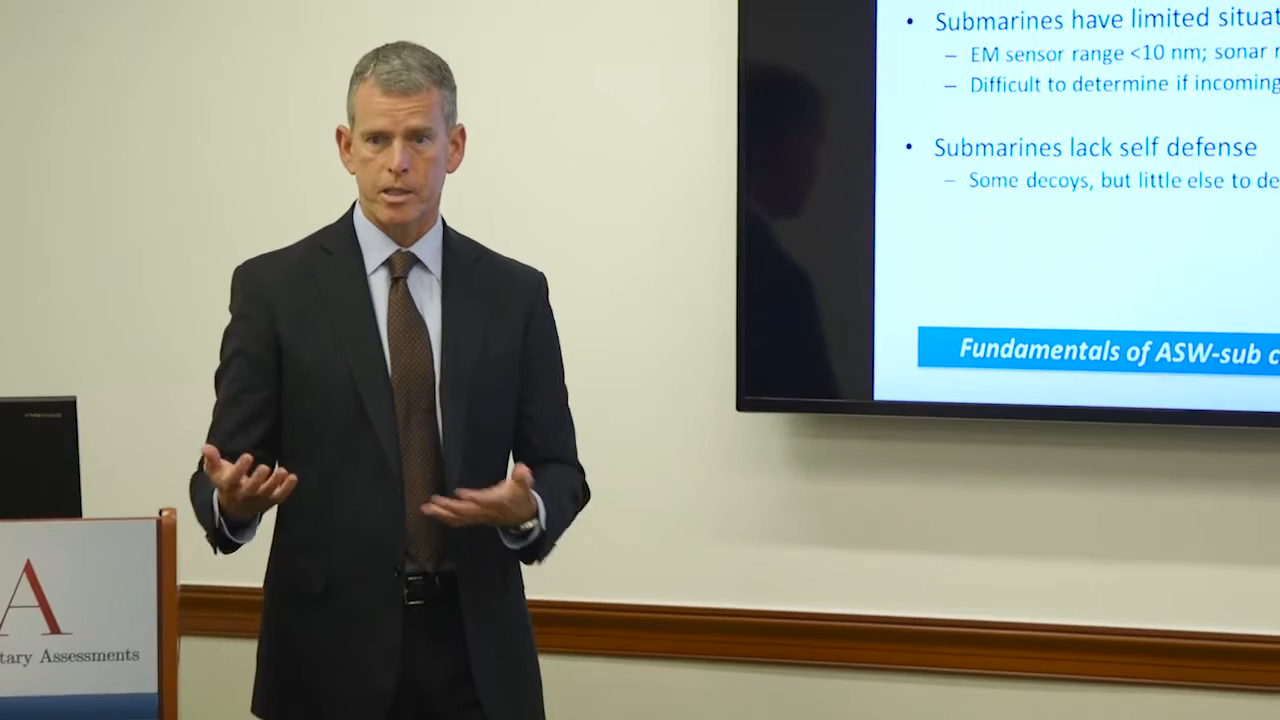 Submarines have limited situat
EM sensor range <10 nm; sonar r
Difficult to determine if incoming
Submarines lack self defense
Some decoys, but little else to de
Fundamentals of ASW-sub c
A
tary Assessments